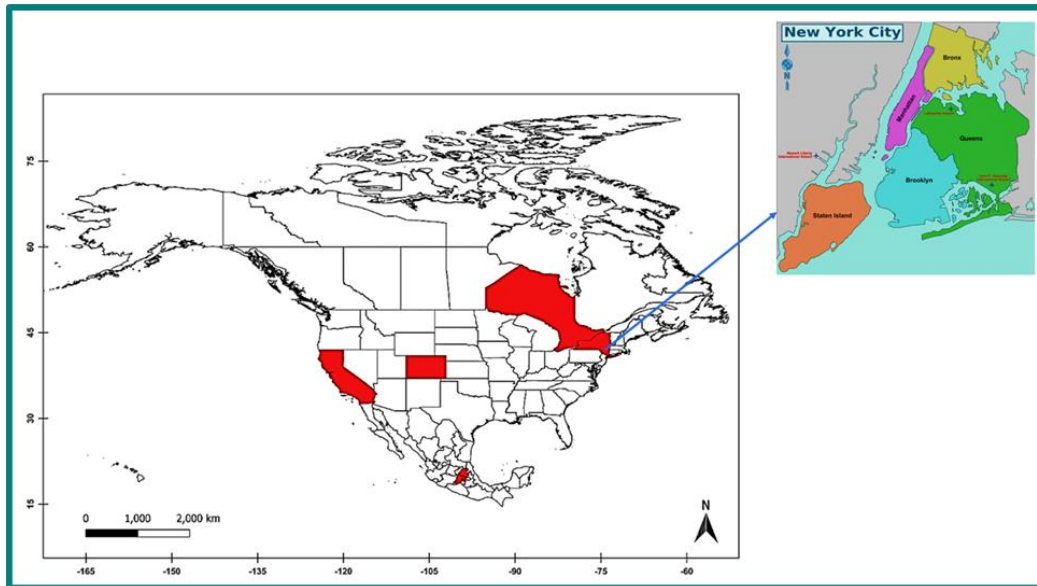 New York City
N
Bronx
Manhattan
Queens
Brooklyn
Staten Island
75
60
45
30
15
0 1,000 2,000 km
N
-165 -150 -135 -120 -105 -90 -75 -60